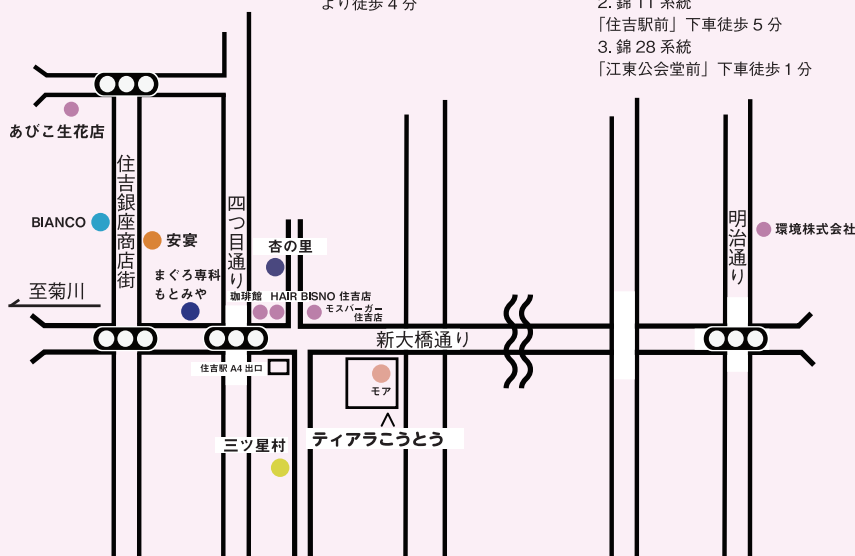 より徒歩4分
2. 錦11系統
「住吉駅前」下車徒歩5分
3. 錦28系統
「江東公会堂前」下車徒歩1分
あびこ生花店
住吉銀座商店街
四つ目通り
明治通り
BIANCO
安宴
環境株式会社
杏の里
まぐろ専科
もとみや
至菊川
珈琲館
HAIR BISNO 住吉店
モスバーガー
住吉店
新大橋通り
住吉駅A4出口
モア
三ツ星村
ティアラこうとう